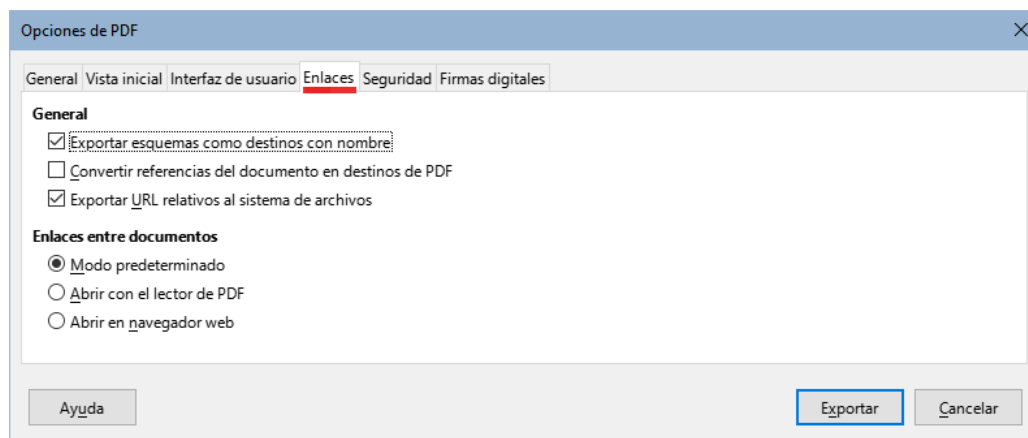 Opciones de PDF
General Vista inicial Interfaz de usuario Enlaces Seguridad Firmas digitales
General
Exportar esquemas como destinos con nombre
Convertir referencias del documento en destinos de PDF
Exportar URL relativos al sistema de archivos
Enlaces entre documentos
Modo predeterminado
Abrir con el lector de PDF
Abrir en navegador web
Ayuda Exportar Cancelar